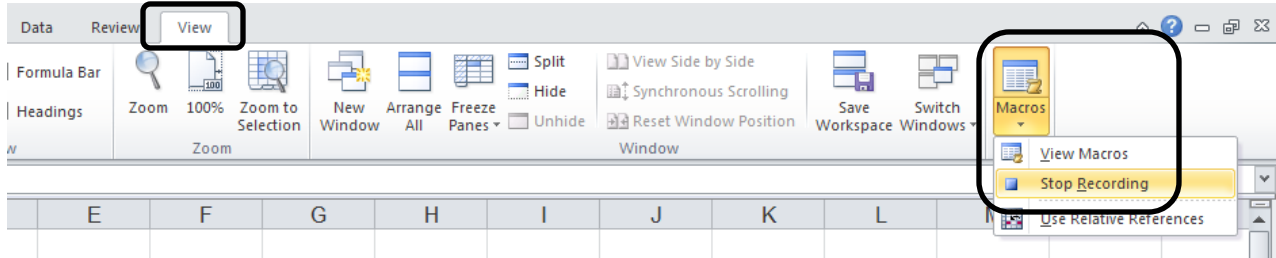 Data Review View
Formula Bar
Headings
w
Zoom
100%
100
Zoom to
Selection
Zoom
New
Window
Arrange
All
Freeze
Panes
Split
Hide
Unhide
View Side by Side
Synchronous Scrolling
Reset Window Position
Window
Save
Workspace
Switch
Windows
Macros
View Macros
Stop Recording
Use Relative References
E F G H I J K L M